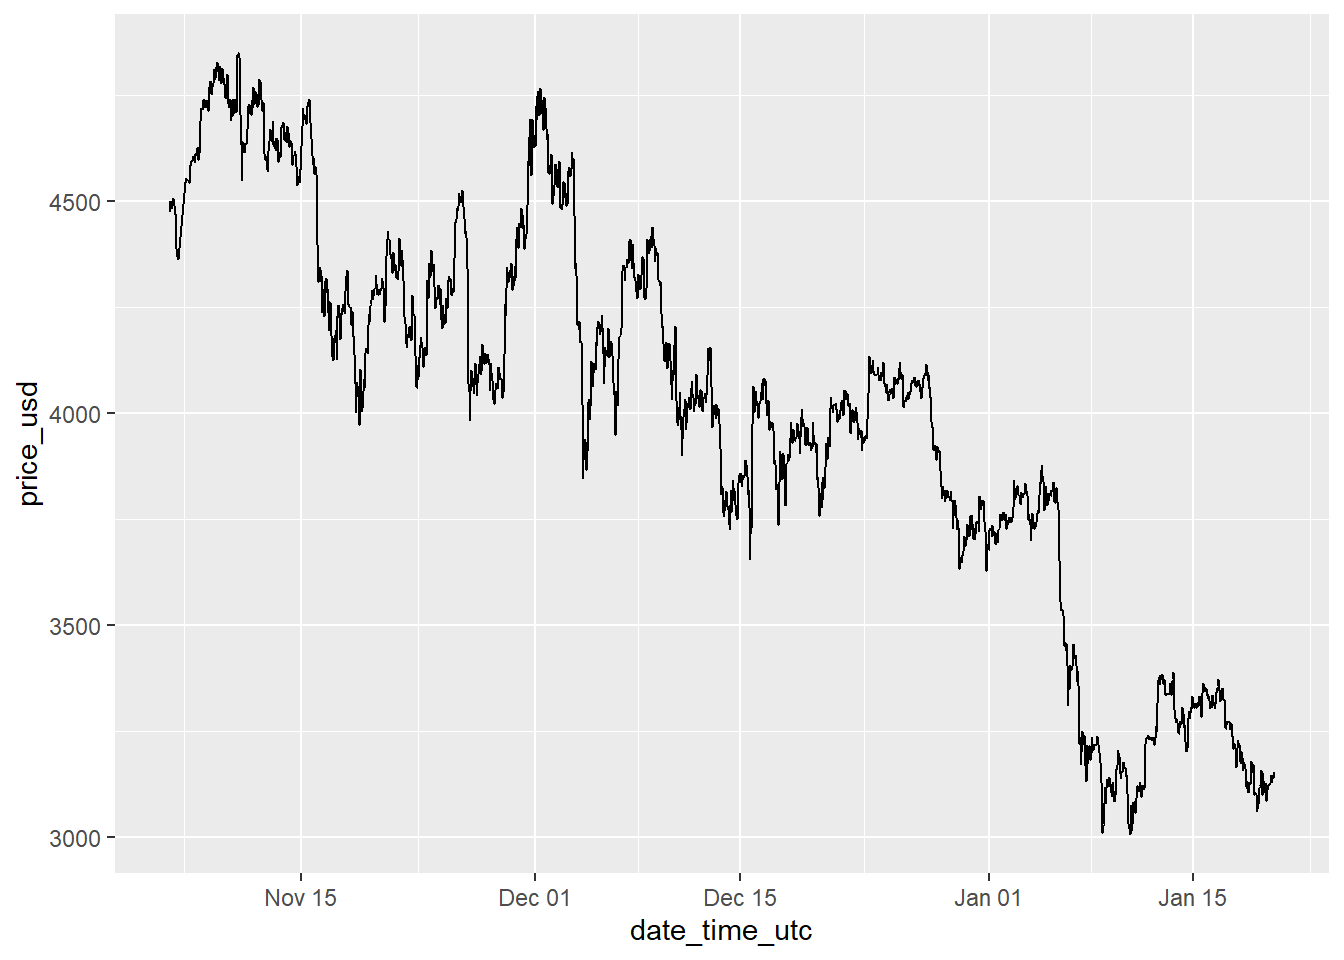 price_usd
4500
4000
3500
3000
Nov 15
Dec 01
Dec 15
Jan 01
Jan 15
date_time_utc